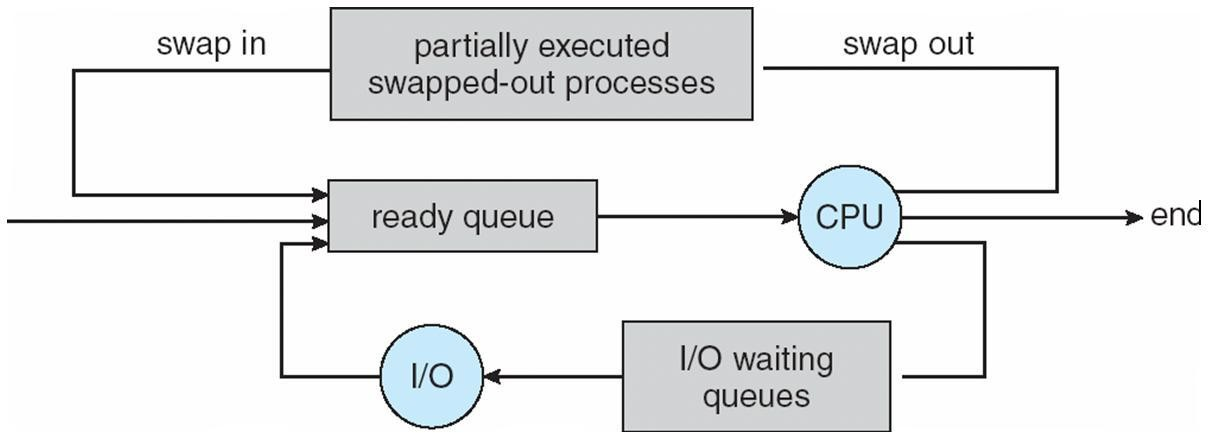 swap in
partially executed
swapped-out processes
swap out
ready queue
CPU
end
I/O
I/O waiting
queues